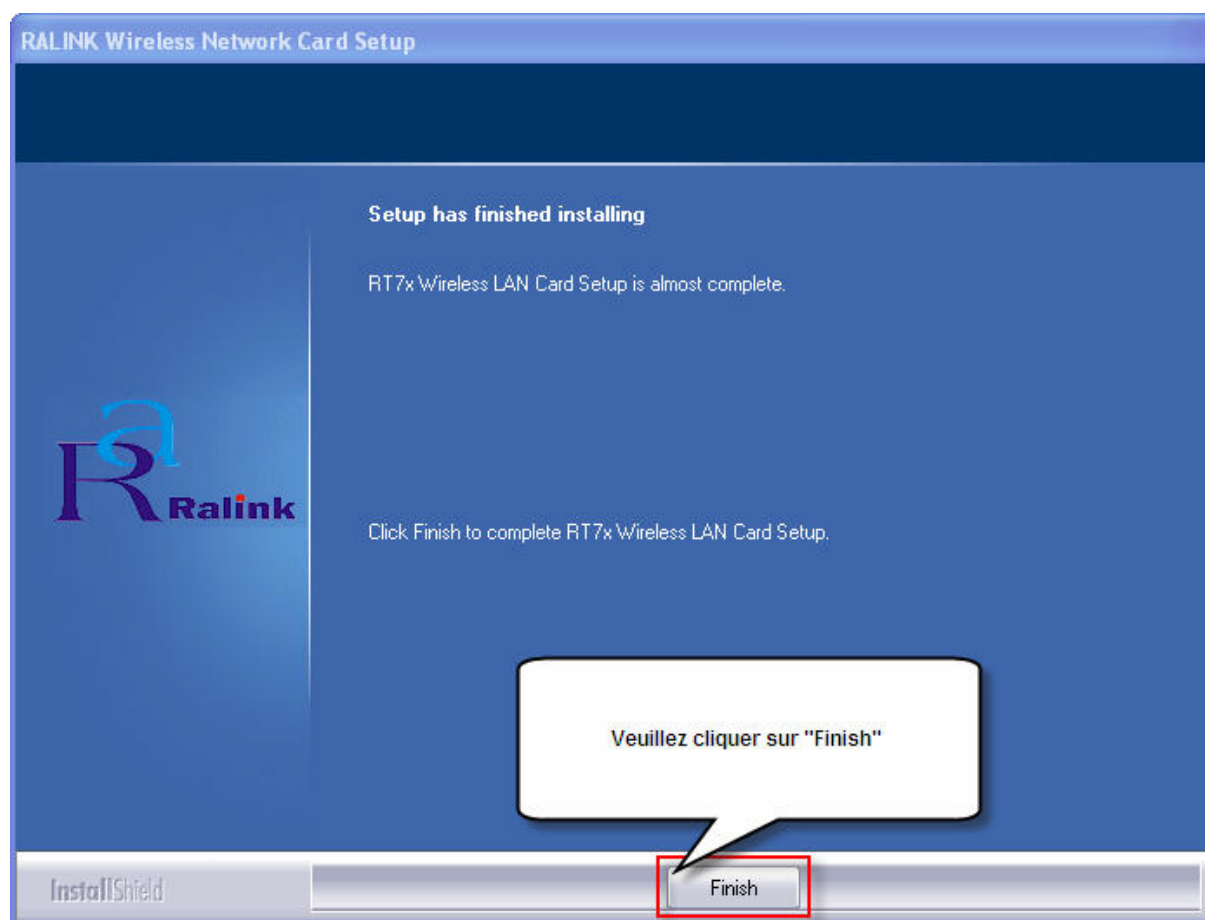 RALINK Wireless Network Card Setup
Setup has finished installing
RT7x Wireless LAN Card Setup is almost complete.
Ra Ralink
Click Finish to complete RT7x Wireless LAN Card Setup.
Veuillez cliquer sur "Finish"
InstallShield
Finish